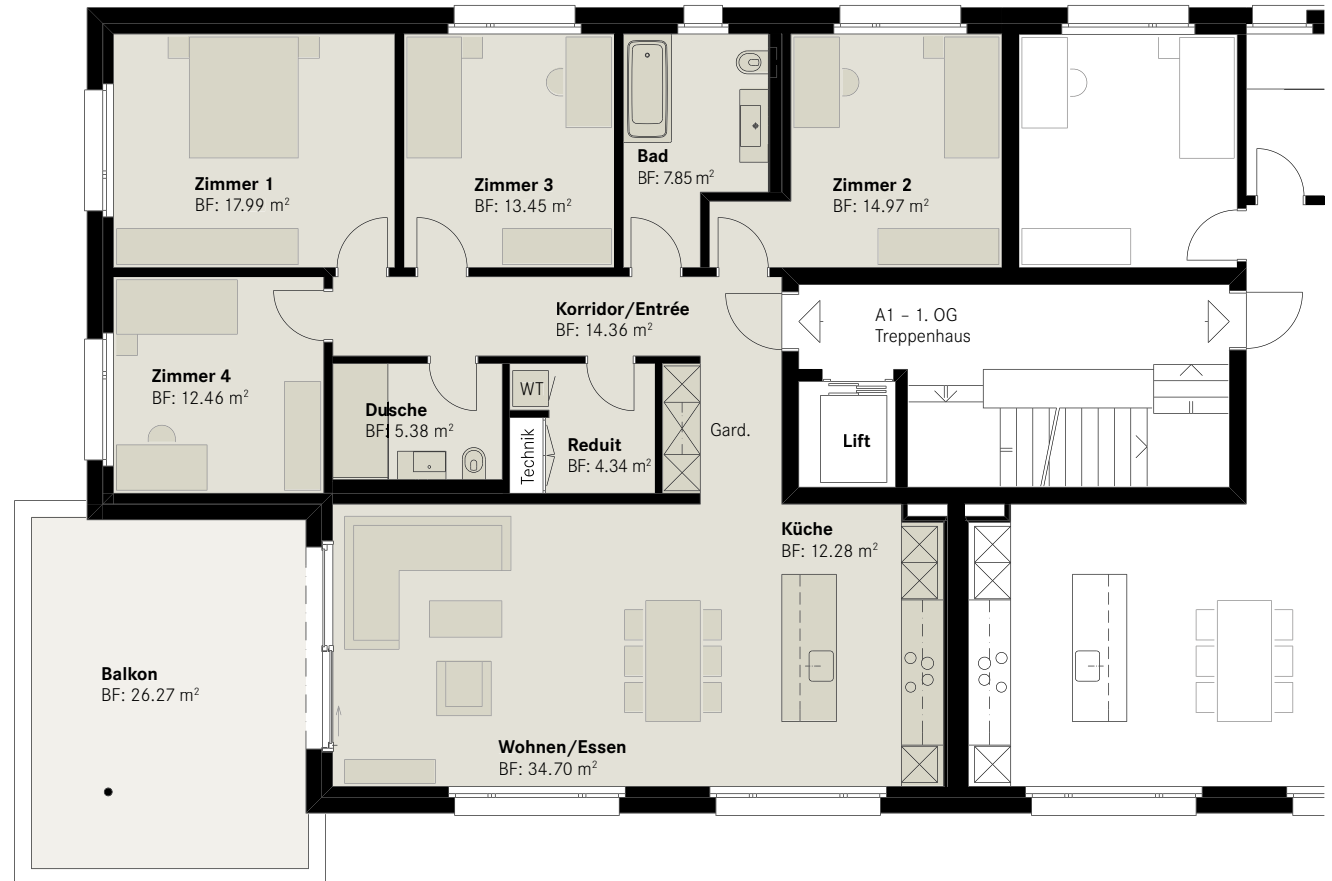 Zimmer 1
BF: 17.99 m²
Zimmer 3
BF: 13.45 m²
Bad
BF: 7.85 m²
Zimmer 2
BF: 14.97 m²
Korridor/Entrée
BF: 14.36 m²
A1 – 1. OG
Treppenhaus
Zimmer 4
BF: 12.46 m²
Dusche
BF: 5.38 m²
WT
Technik
Reduit
BF: 4.34 m²
Gard.
Lift
Küche
BF: 12.28 m²
Balkon
BF: 26.27 m²
Wohnen/Essen
BF: 34.70 m²